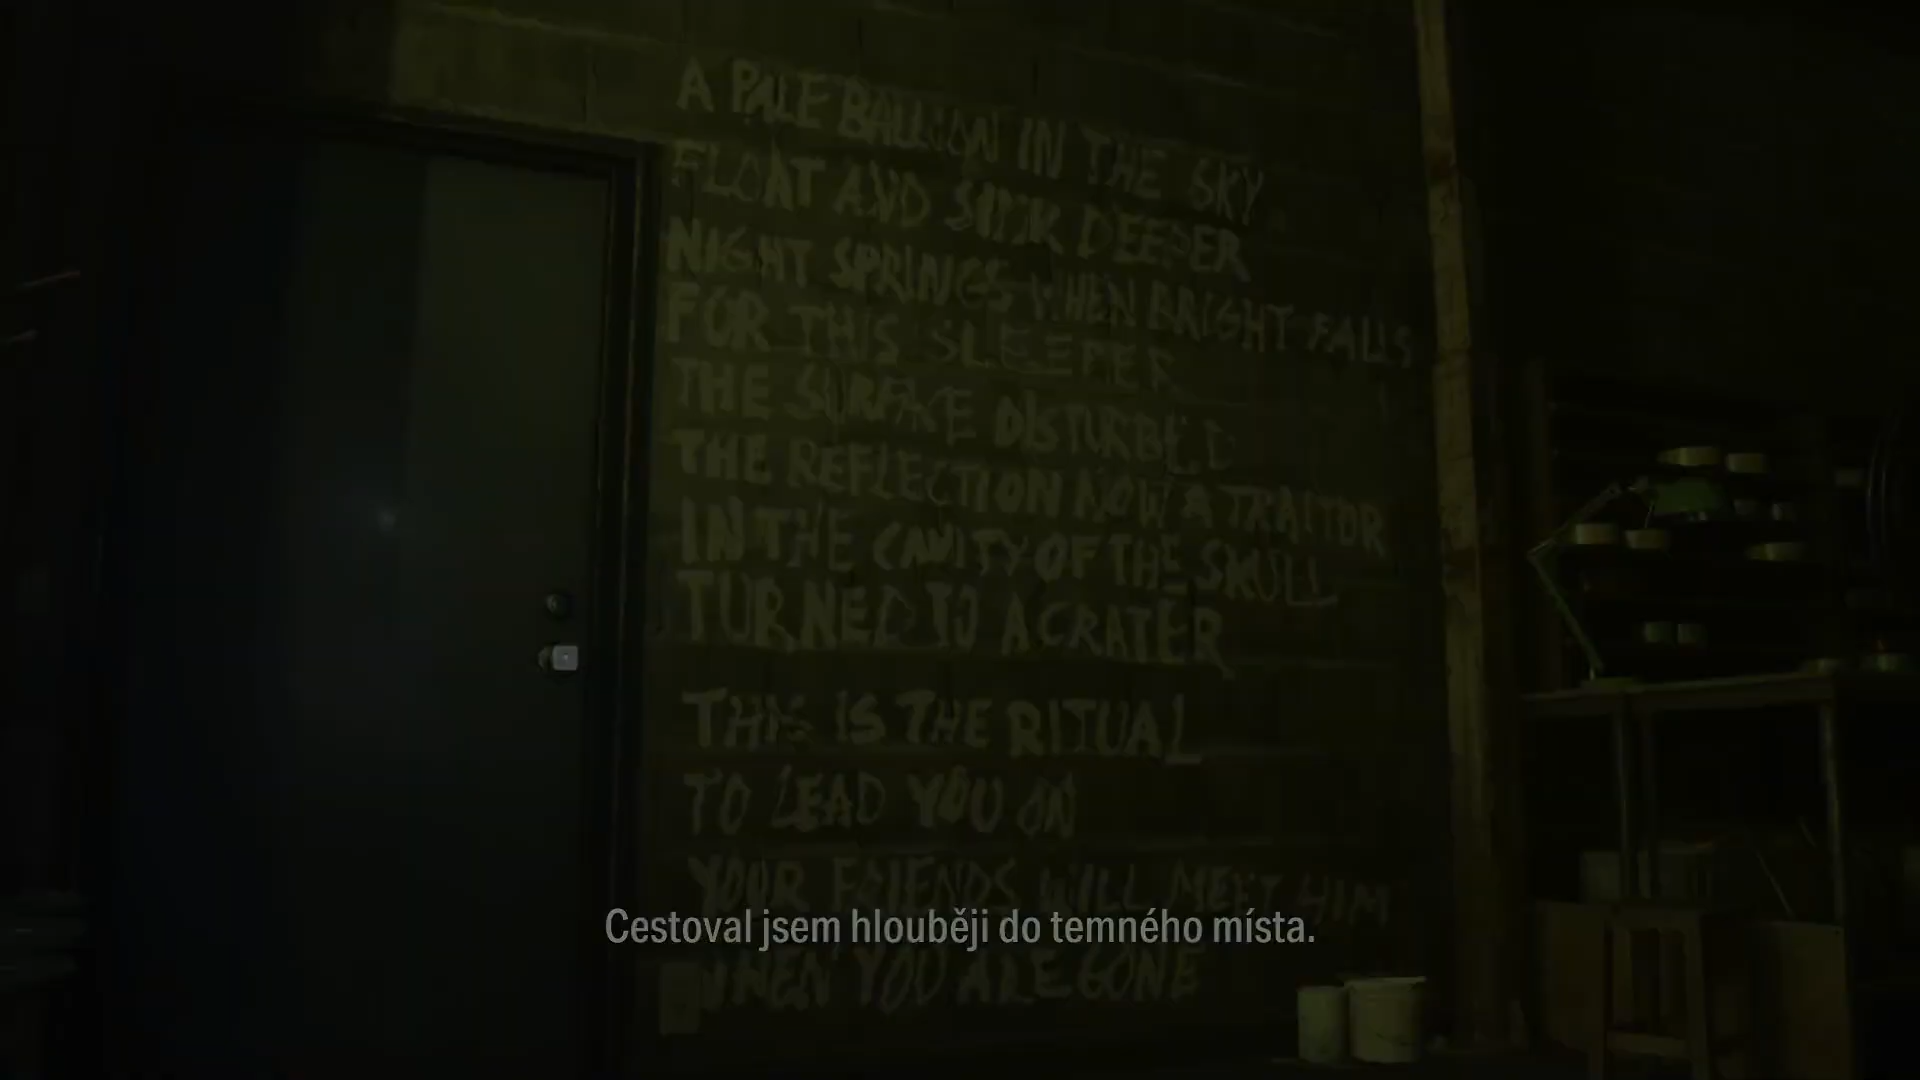 A PALE BALLOON IN THE SKY
FLOAT AND SINK DEEPER
NIGHT SPRINGS WHEN BRIGHT FALLS
FOR THIS SLEEPER
THE SURFACE DISTURBED
THE REFLECTION NOW A TRAITOR
IN THE CAVITY OF THE SKULL
TURNED TO A CRATER
THIS IS THE RITUAL
TO LEAD YOU ON
YOUR FRIENDS WILL MEET HIM
Cestoval jsem hlouběji do temného místa.
WHEN YOU ARE GONE